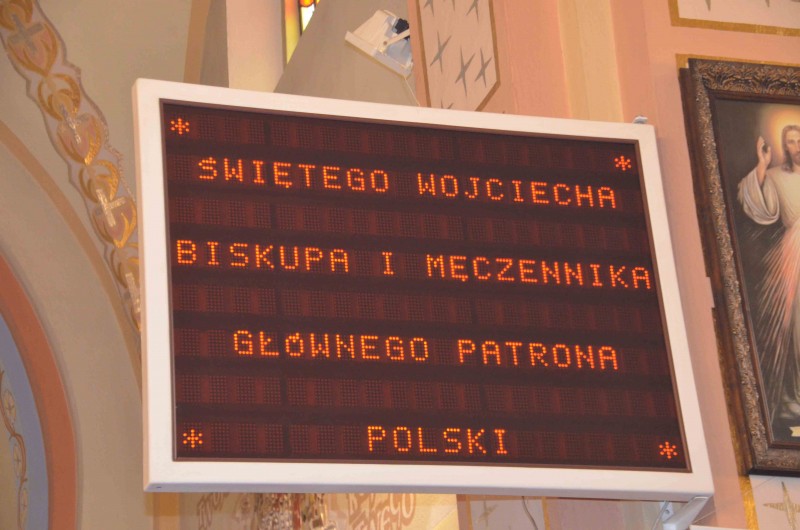 * *
ŚWIĘTEGO WOJCIECHA
BISKUPA I MĘCZENNIKA
GŁÓWNEGO PATRONA
* POLSKI *